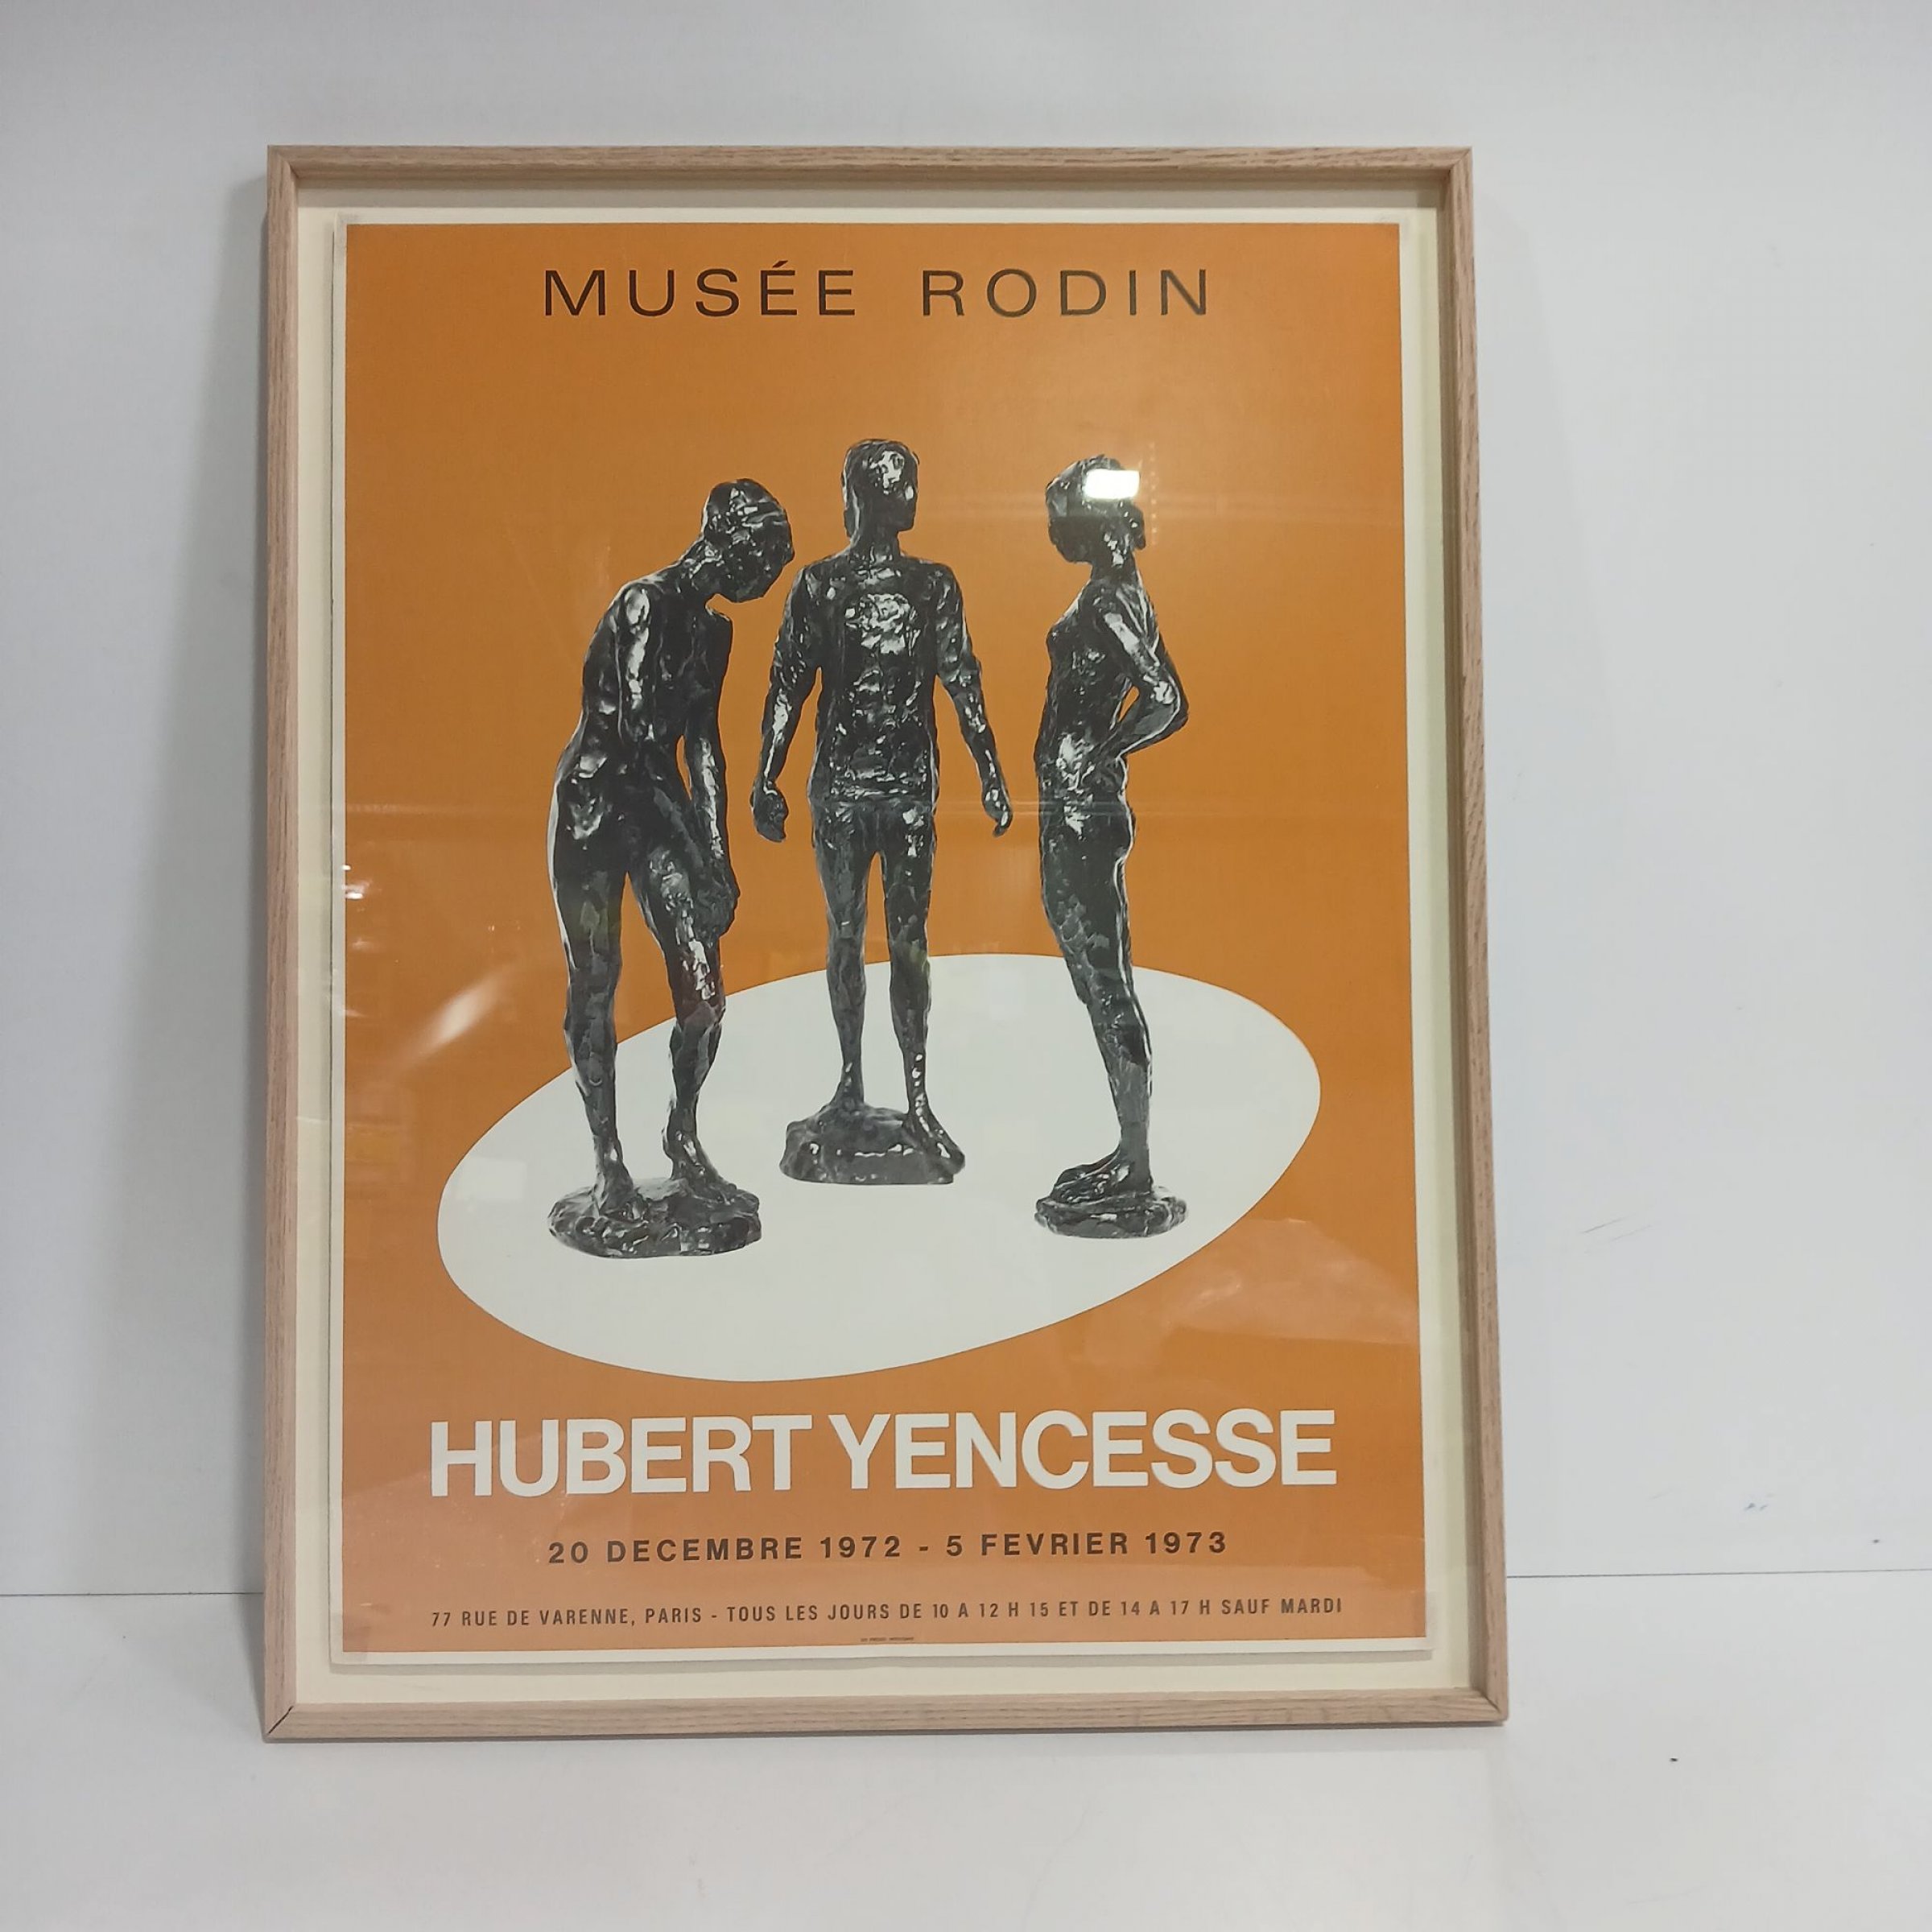 MUSÉE RODIN
HUBERT YENCESSE
20 DECEMBRE 1972 - 5 FEVRIER 1973
77 RUE DE VARENNE, PARIS - TOUS LES JOURS DE 10 A 12 H 15 ET DE 14 A 17 H SAUF MARDI